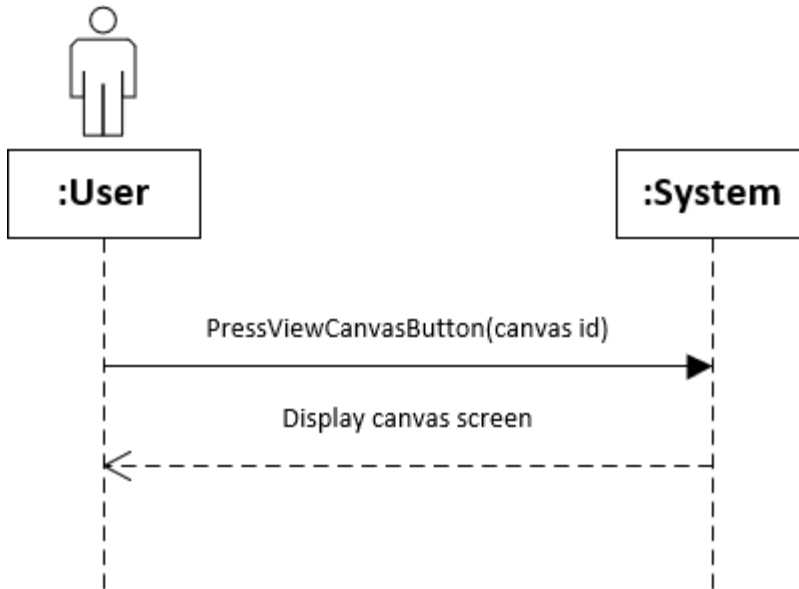 :User
:System
PressViewCanvasButton(canvas id)
Display canvas screen